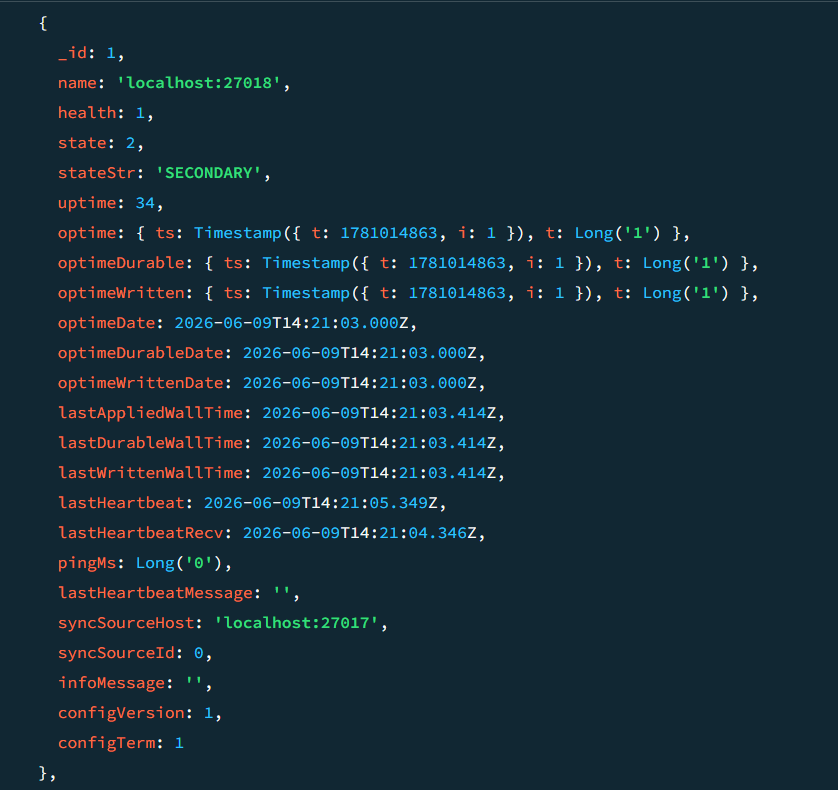 {
_id: 1,
name: 'localhost:27018',
health: 1,
state: 2,
stateStr: 'SECONDARY',
uptime: 34,
optime: { ts: Timestamp({ t: 1781014863, i: 1 }), t: Long('1') },
optimeDurable: { ts: Timestamp({ t: 1781014863, i: 1 }), t: Long('1') },
optimeWritten: { ts: Timestamp({ t: 1781014863, i: 1 }), t: Long('1') },
optimeDate: 2026-06-09T14:21:03.000Z,
optimeDurableDate: 2026-06-09T14:21:03.000Z,
optimeWrittenDate: 2026-06-09T14:21:03.000Z,
lastAppliedWallTime: 2026-06-09T14:21:03.414Z,
lastDurableWallTime: 2026-06-09T14:21:03.414Z,
lastWrittenWallTime: 2026-06-09T14:21:03.414Z,
lastHeartbeat: 2026-06-09T14:21:05.349Z,
lastHeartbeatRecv: 2026-06-09T14:21:04.346Z,
pingMs: Long('0'),
lastHeartbeatMessage: '',
syncSourceHost: 'localhost:27017',
syncSourceId: 0,
infoMessage: '',
configVersion: 1,
configTerm: 1
},